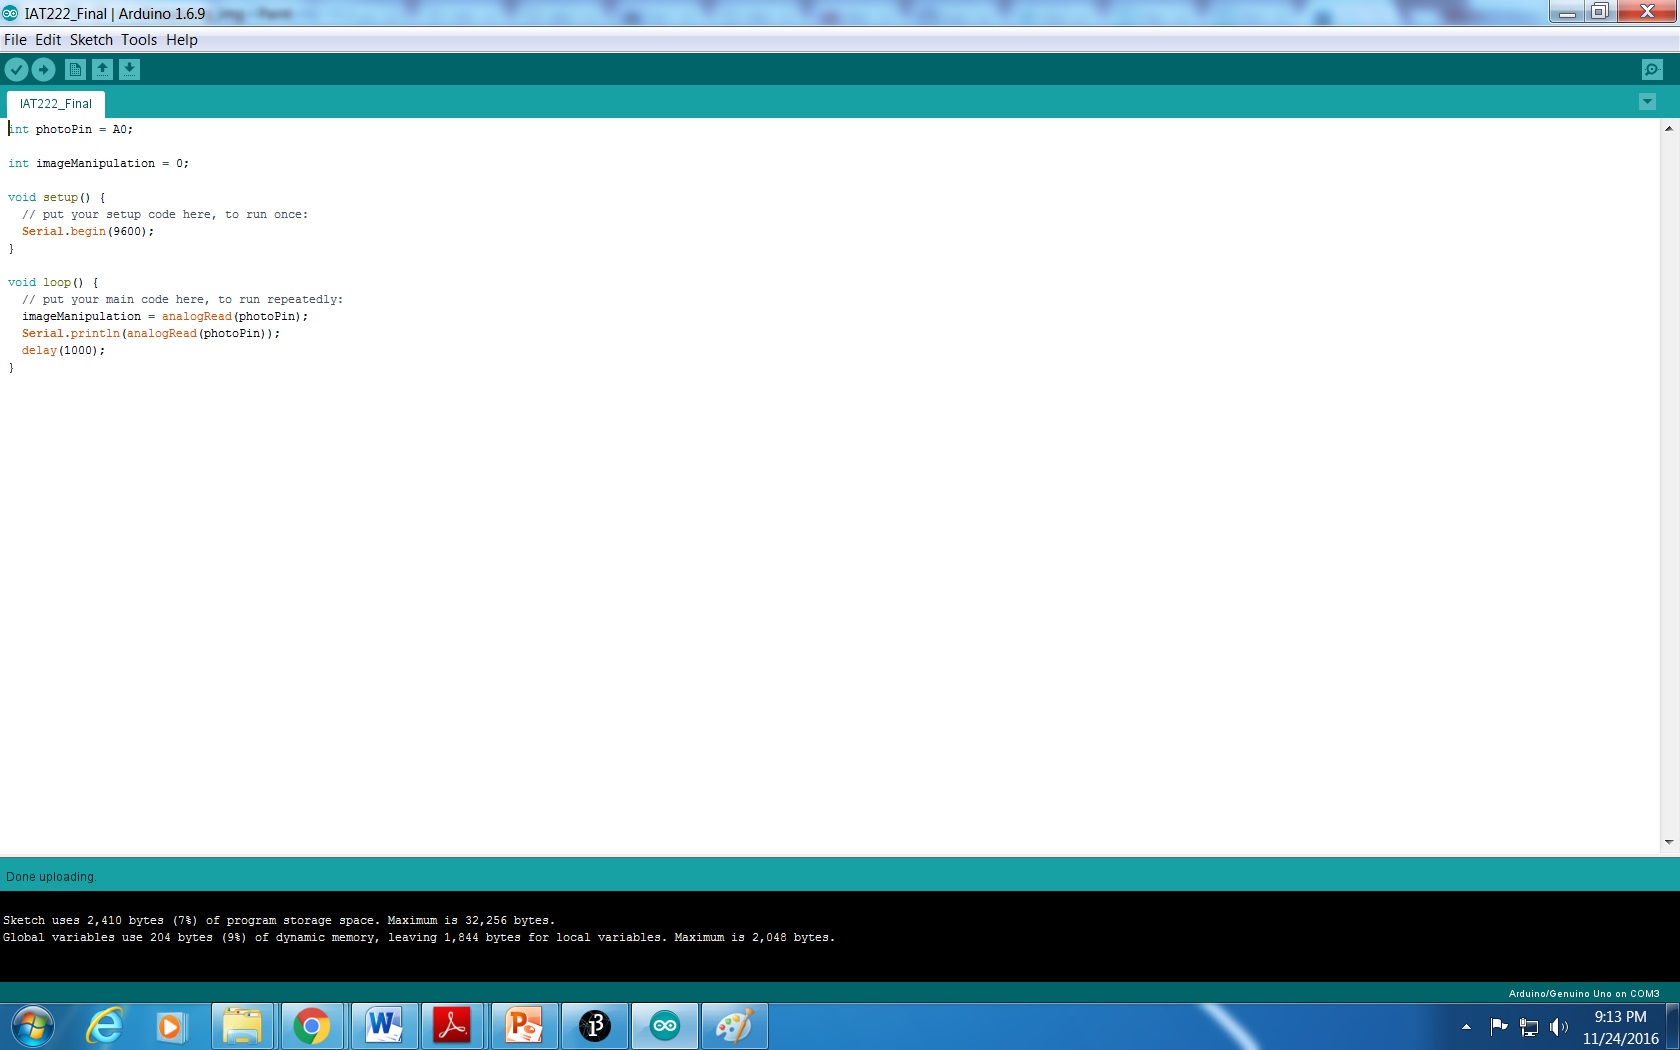 IAT222_Final | Arduino 1.6.9
File Edit Sketch Tools Help
IAT222_Final
int photoPin = A0;
int imageManipulation = 0;
void setup() {
  // put your setup code here, to run once:
  Serial.begin(9600);
}
void loop() {
  // put your main code here, to run repeatedly:
  imageManipulation = analogRead(photoPin);
  Serial.println(analogRead(photoPin));
  delay(1000);
}
Done uploading.
Sketch uses 2,410 bytes (7%) of program storage space. Maximum is 32,256 bytes.
Global variables use 204 bytes (9%) of dynamic memory, leaving 1,844 bytes for local variables. Maximum is 2,048 bytes.
Arduino/Genuino Uno on COM3
9:13 PM
11/24/2016